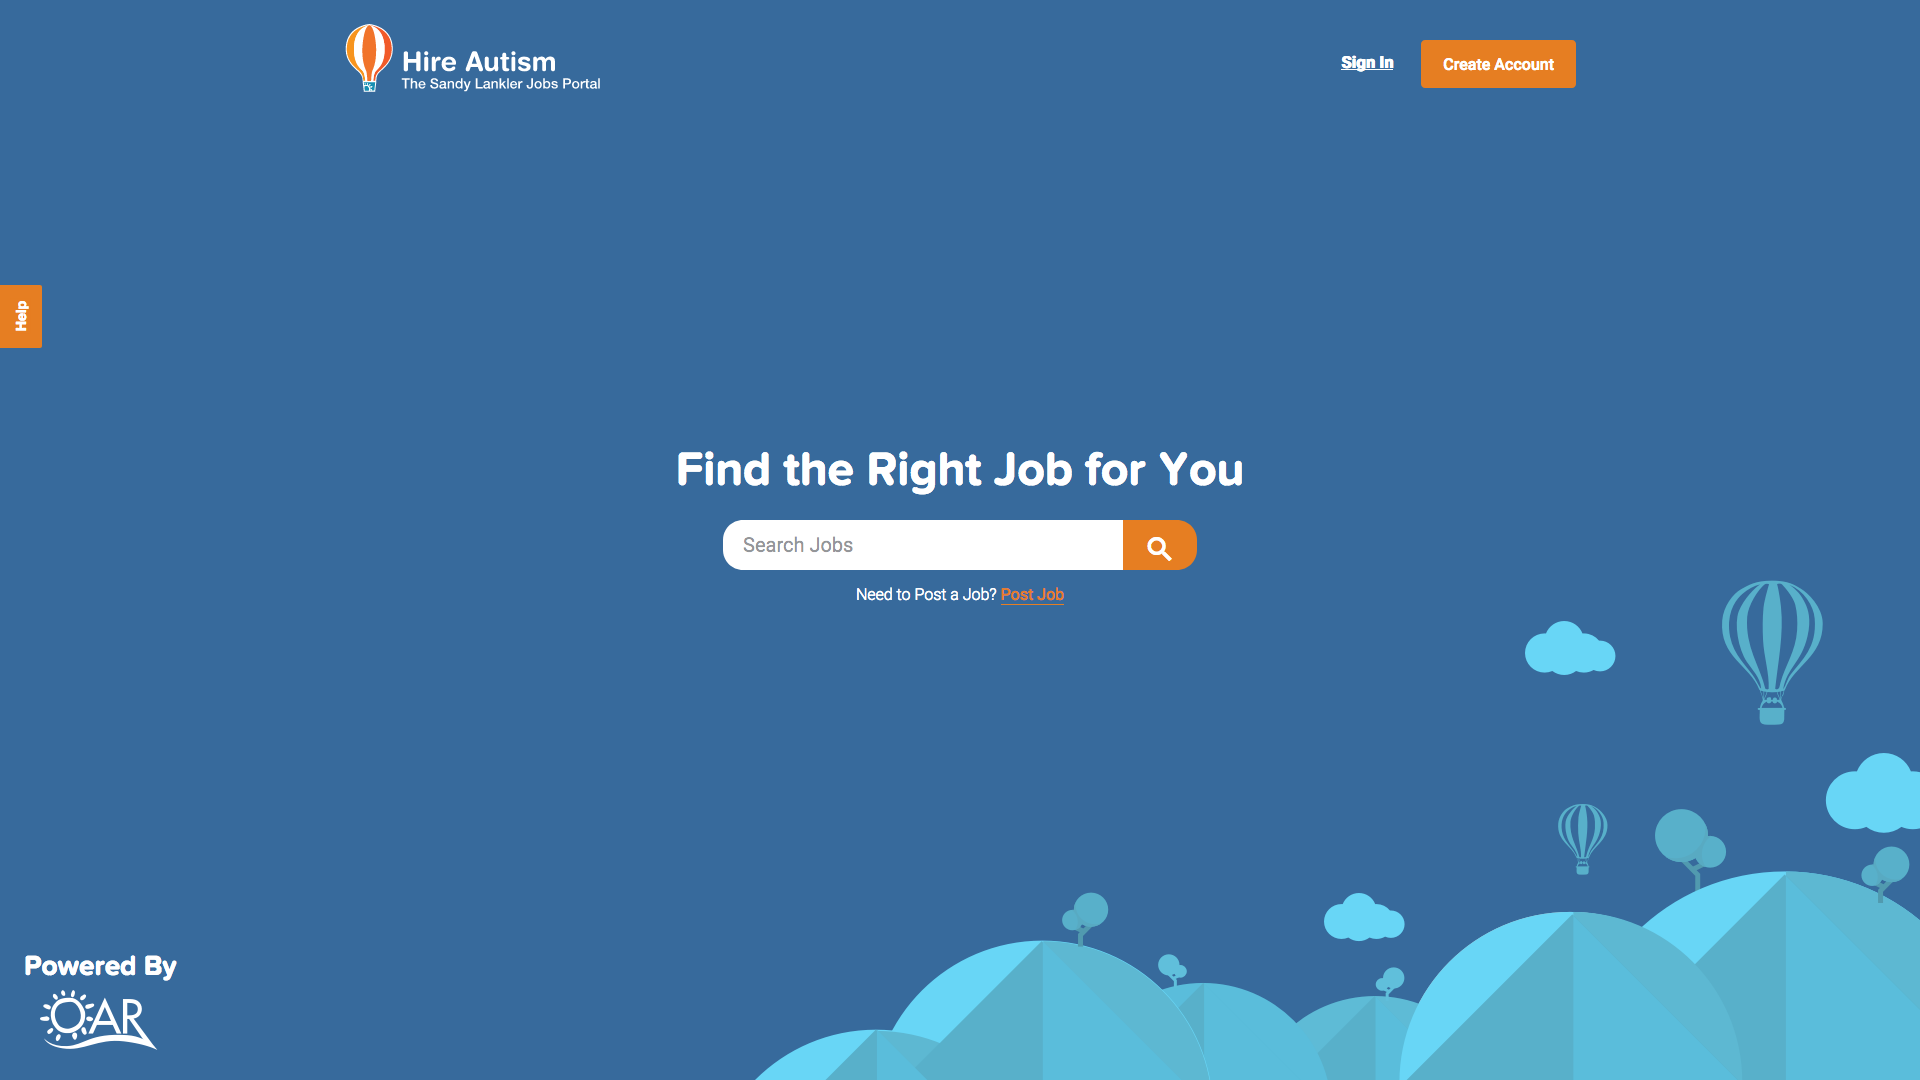 Hire Autism
The Sandy Lankler Jobs Portal
Sign In
Create Account
Help
Find the Right Job for You
Search Jobs
Need to Post a Job? Post Job
Powered By
OAR